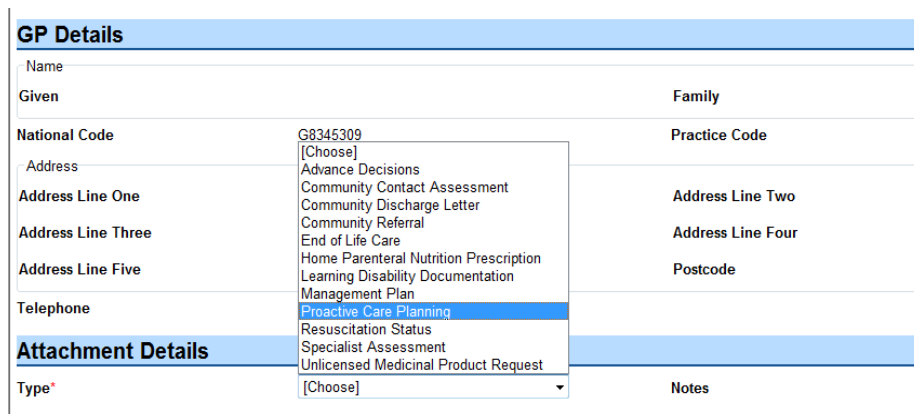 GP Details
Name
Given Family
National Code G8345309 Practice Code
[Choose]
Address Advance Decisions
Community Contact Assessment
Address Line One Community Discharge Letter Address Line Two
Community Referral
Address Line Three End of Life Care Address Line Four
Home Parenteral Nutrition Prescription
Address Line Five Learning Disability Documentation Postcode
Management Plan
Telephone Proactive Care Planning
Resuscitation Status
Attachment Details Specialist Assessment
Unlicensed Medicinal Product Request
Type* [Choose] Notes